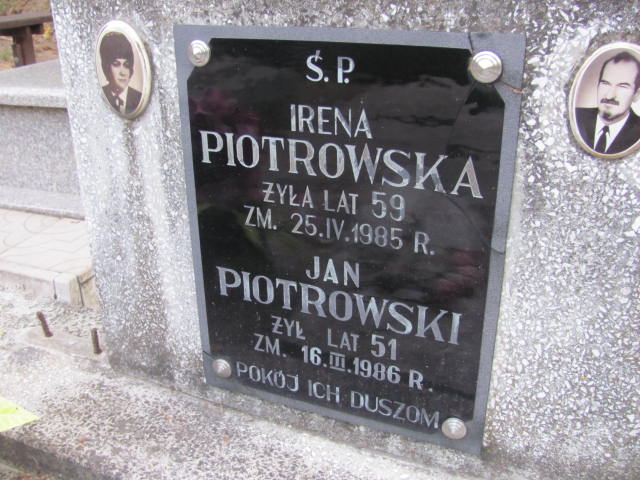 Ś.P.
IRENA
PIOTROWSKA
ŻYŁA LAT 59
ZM. 25.IV.1985 R.
JAN
PIOTROWSKI
ŻYŁ LAT 51
ZM. 16.III.1986 R.
POKÓJ ICH DUSZOM